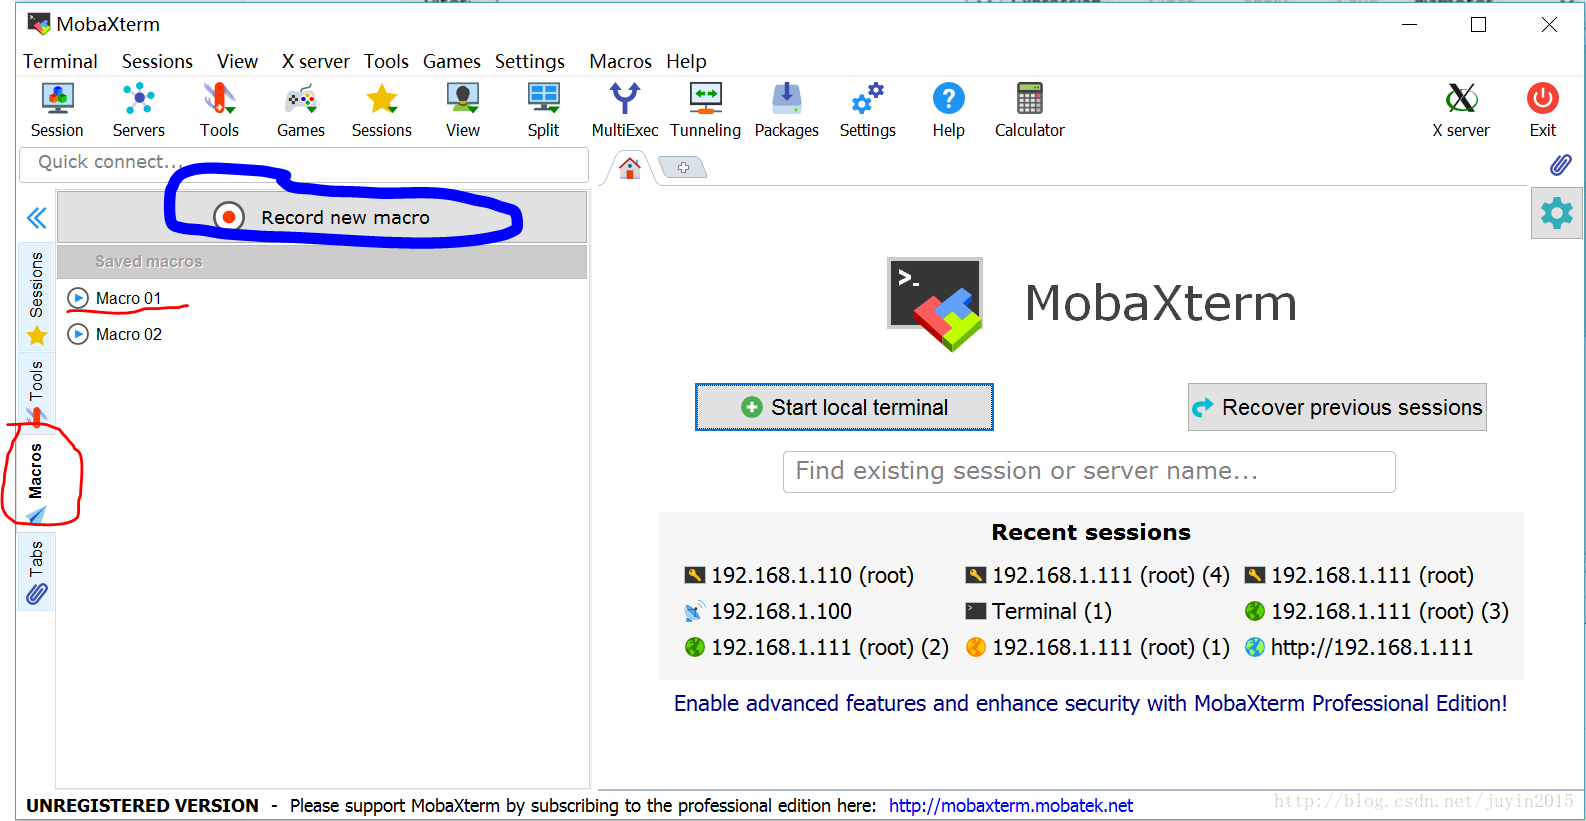 MobaXterm
Terminal Sessions View X server Tools Games Settings Macros Help
Session Servers Tools Games Sessions View Split MultiExec Tunneling Packages Settings Help Calculator X server Exit
Quick connect...
Record new macro
Saved macros
Macro 01
Macro 02
Sessions
Tools
Macros
Tabs
>_
MobaXterm
Start local terminal
Recover previous sessions
Find existing session or server name...
Recent sessions
192.168.1.110 (root) 192.168.1.111 (root) (4) 192.168.1.111 (root)
192.168.1.100 Terminal (1) 192.168.1.111 (root) (3)
192.168.1.111 (root) (2) 192.168.1.111 (root) (1) http://192.168.1.111
Enable advanced features and enhance security with MobaXterm Professional Edition!
UNREGISTERED VERSION - Please support MobaXterm by subscribing to the professional edition here: http://mobaxterm.mobatek.net
http://blog.csdn.net/juyin2015